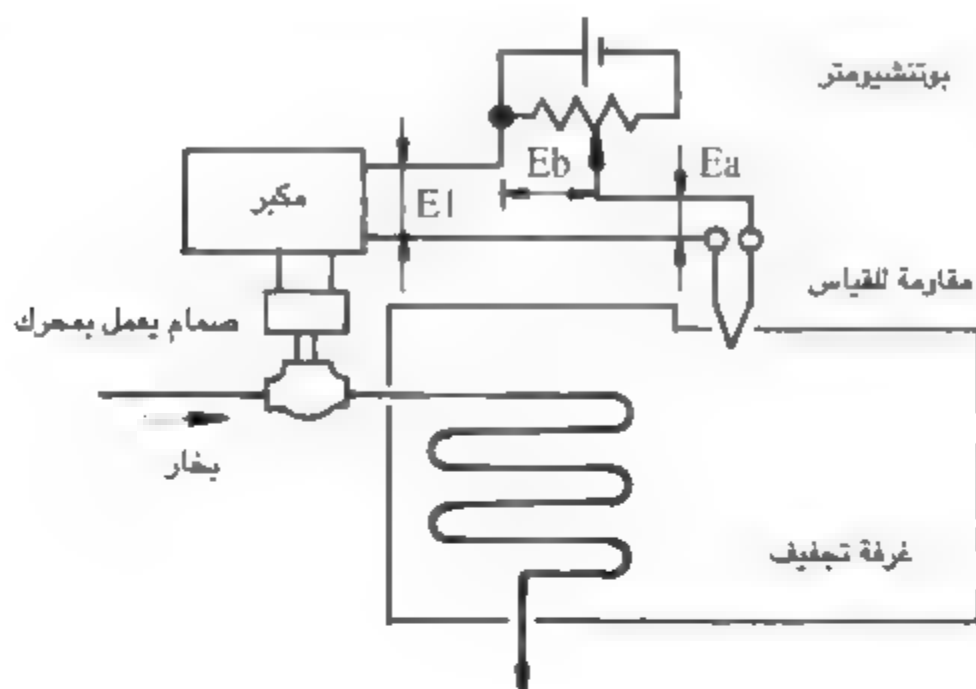 بوتنشيومتر
Eb
Ea
مكبر
E1
مقاومة للقياس
صمام يعمل بمحرك
بخار
غرفة تجفيف